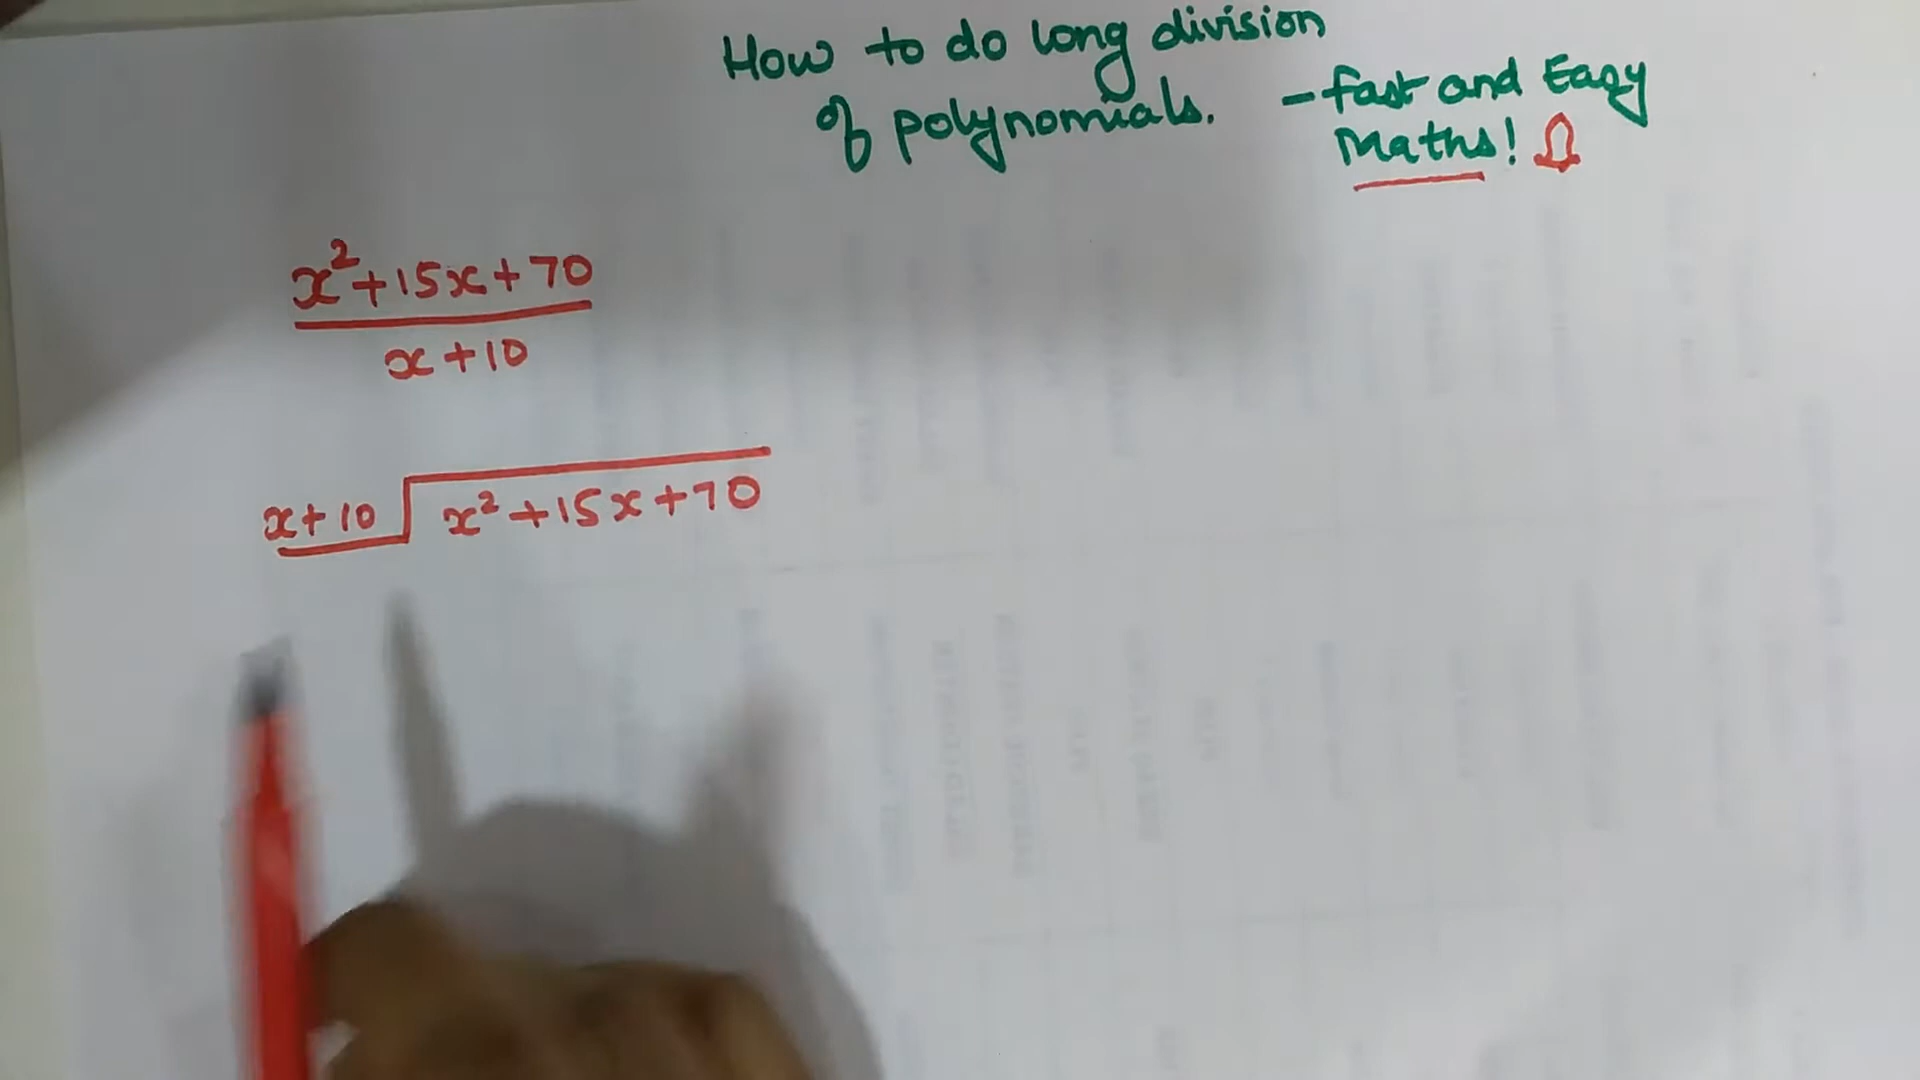 How to do long division
of polynomials. - Fast and Easy
Maths!
x²+15x+70
x+10
x+10 x²+15x+70